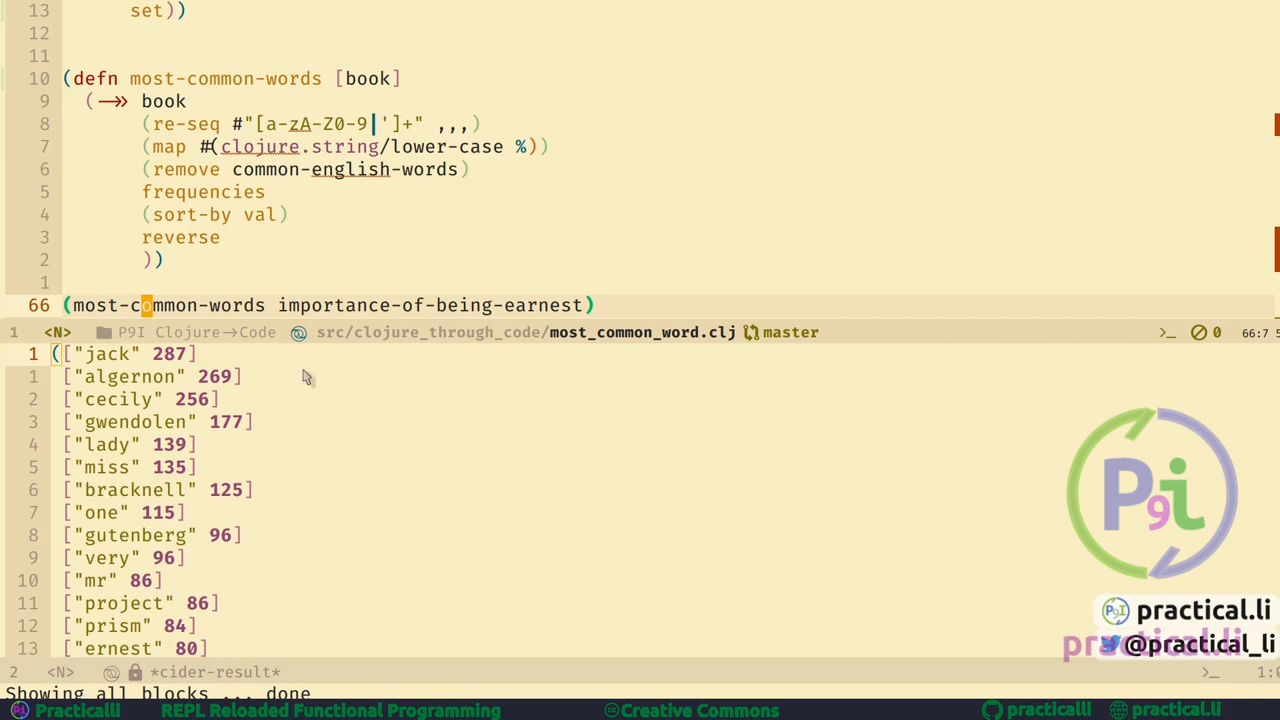 13 set))
12
11
10 (defn most-common-words [book]
9 (->> book
8 (re-seq #"[a-zA-Z0-9|']+" ,,,)
7 (map #(clojure.string/lower-case %))
6 (remove common-english-words)
5 frequencies
4 (sort-by val)
3 reverse
2 ))
1
66 (most-common-words importance-of-being-earnest)
1 <N> P9I Clojure→Code src/clojure_through_code/most_common_word.clj master >_ 0 66:7 5
1 (["jack" 287]
1 ["algernon" 269]
2 ["cecily" 256]
3 ["gwendolen" 177]
4 ["lady" 139]
5 ["miss" 135]
6 ["bracknell" 125]
7 ["one" 115]
8 ["gutenberg" 96]
9 ["very" 96]
10 ["mr" 86]
11 ["project" 86]
12 ["prism" 84]
13 ["ernest" 80]
P9i
practical.li
practical.li
@practical_li
2 <N> *cider-result* >_ 1:0
Showing all blocks ... done
Practicalli REPL Reloaded Functional Programming Creative Commons practicalli practical.li